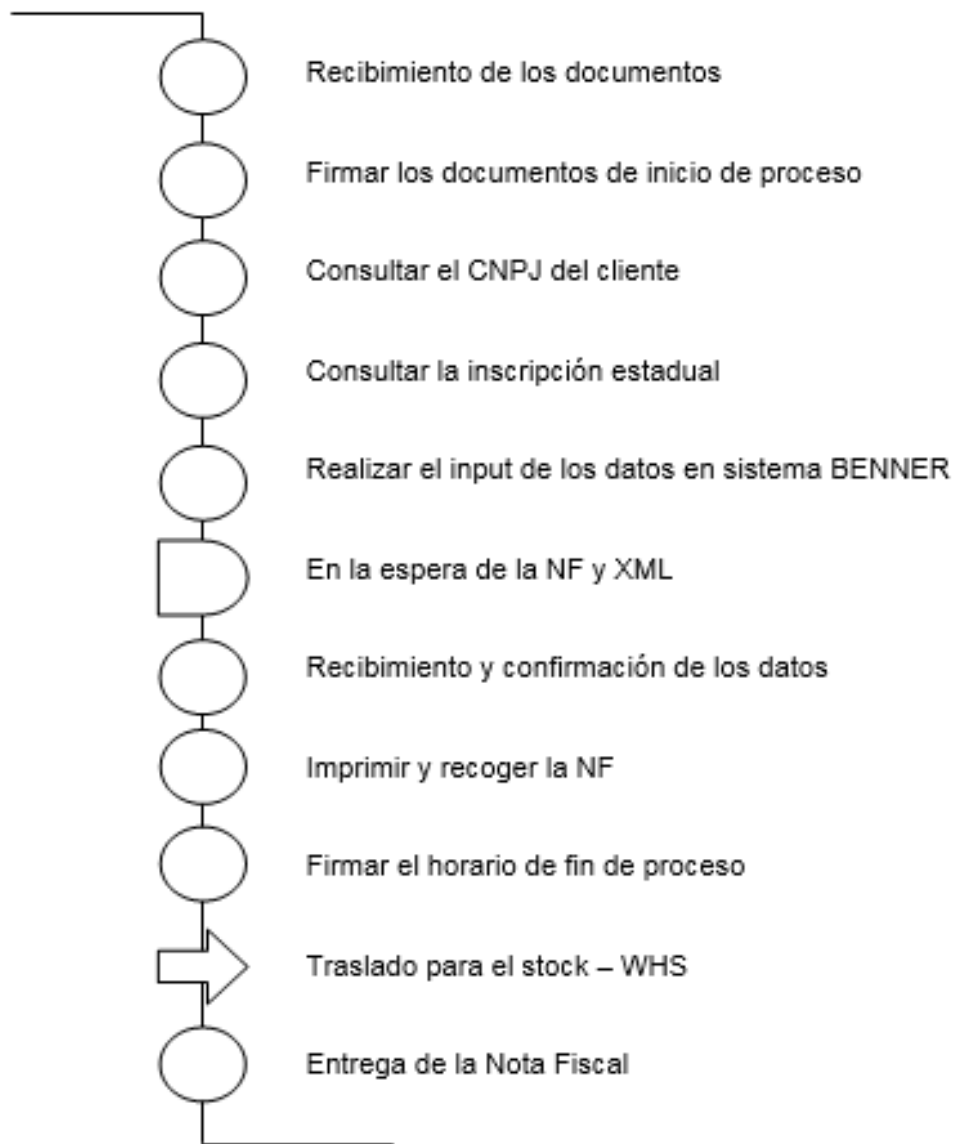 Recibimiento de los documentos
Firmar los documentos de inicio de proceso
Consultar el CNPJ del cliente
Consultar la inscripción estadual
Realizar el input de los datos en sistema BENNER
En la espera de la NF y XML
Recibimiento y confirmación de los datos
Imprimir y recoger la NF
Firmar el horario de fin de proceso
Traslado para el stock – WHS
Entrega de la Nota Fiscal